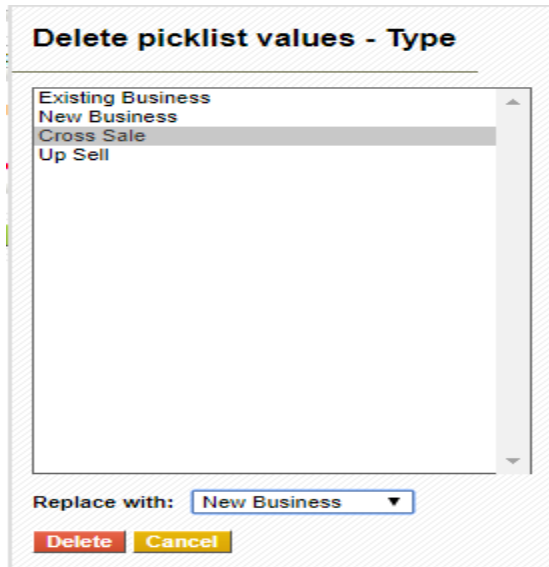 Delete picklist values - Type
Existing Business
New Business
Cross Sale
Up Sell
Replace with: New Business
Delete Cancel